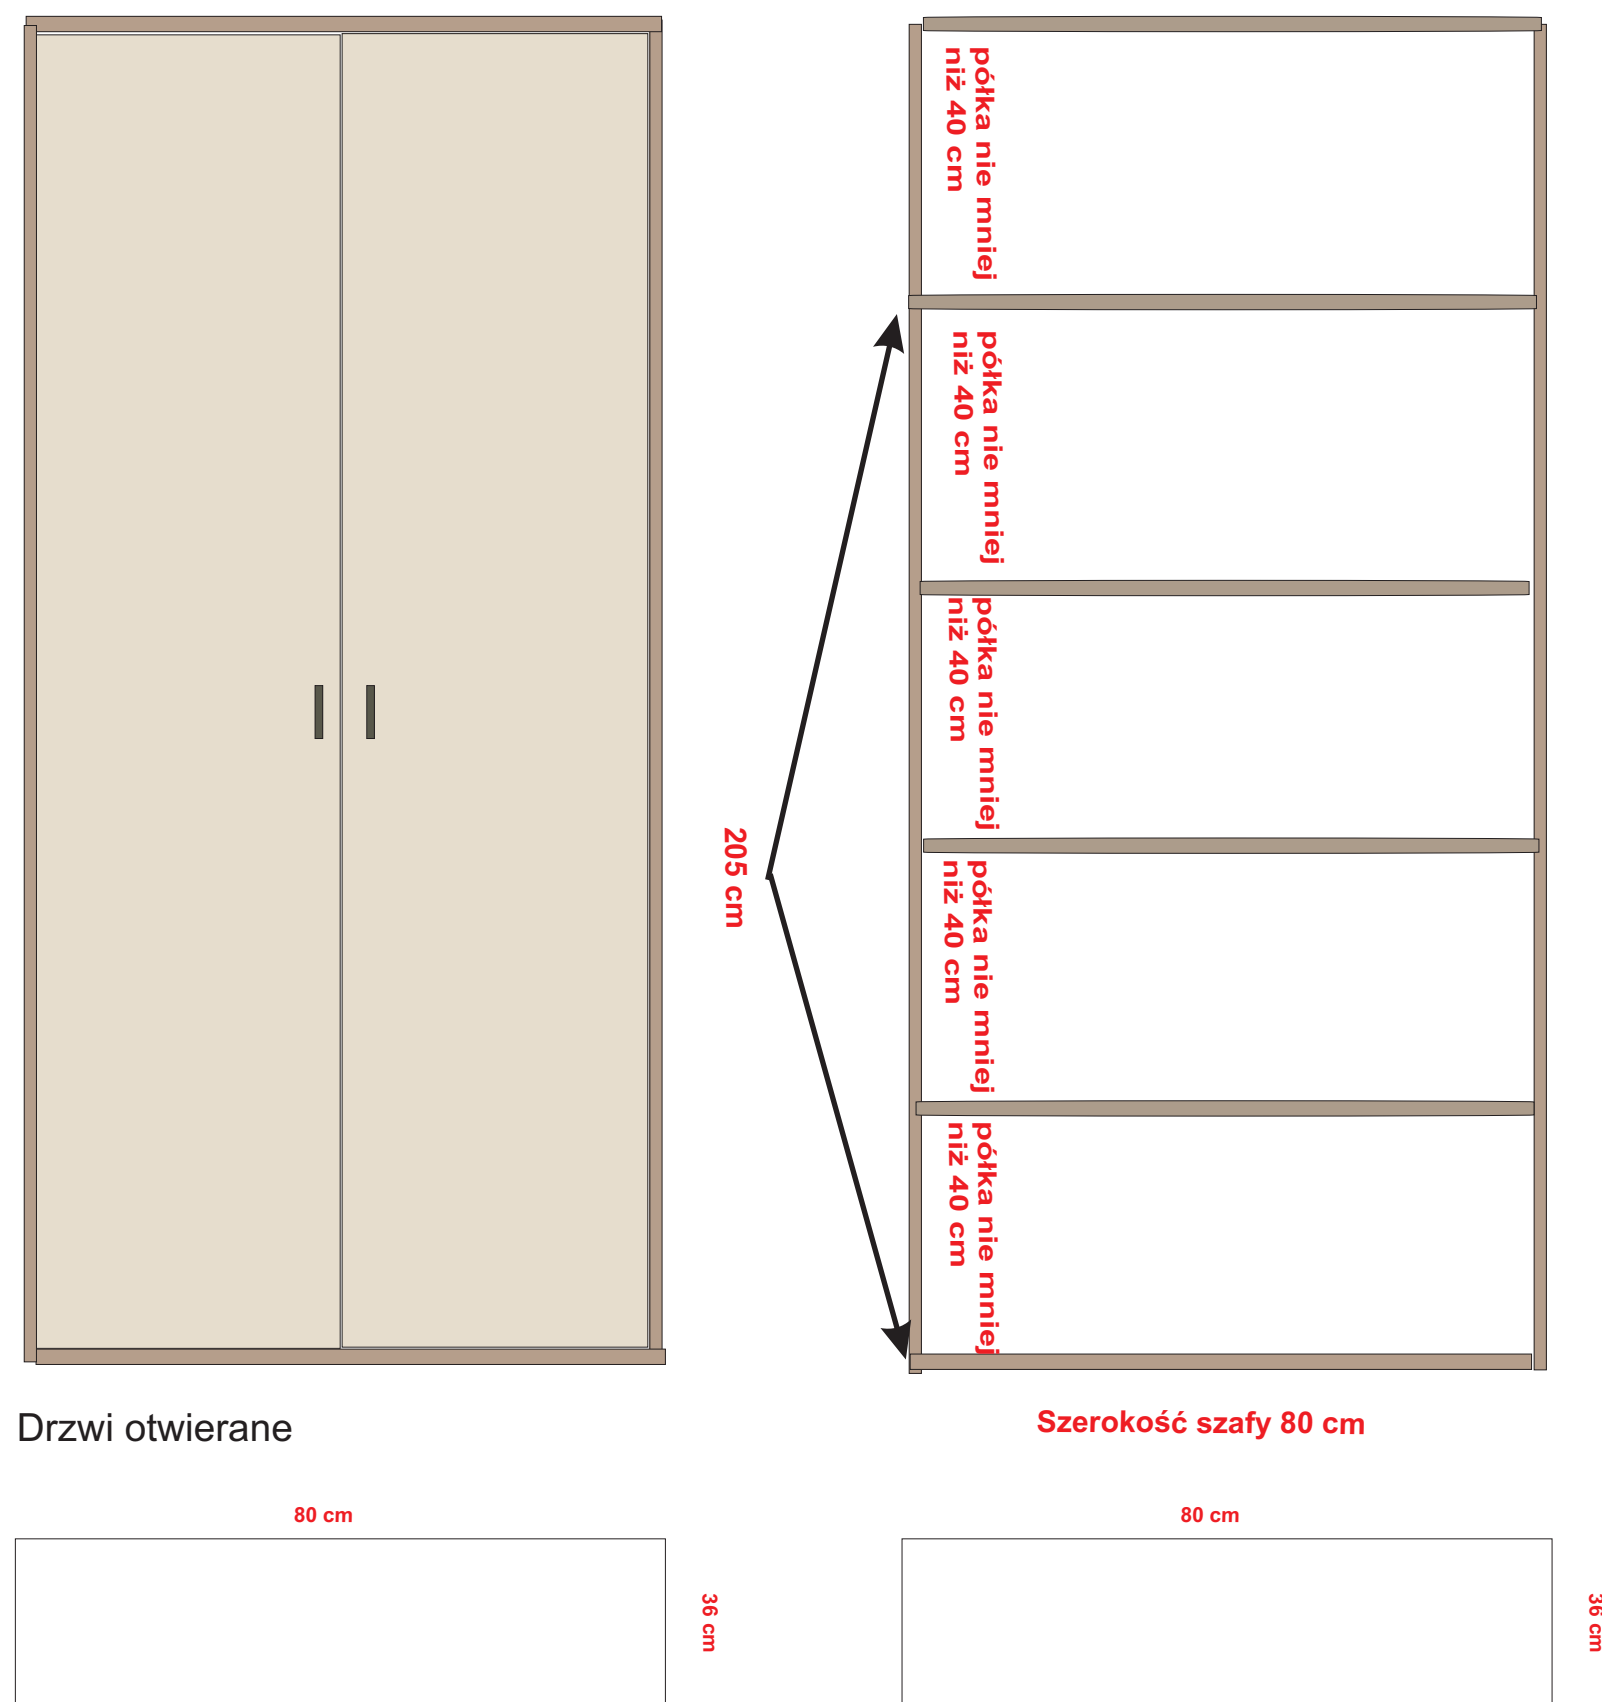 półka nie mniej
niż 40 cm
półka nie mniej
niż 40 cm
półka nie mniej
niż 40 cm
205 cm
półka nie mniej
niż 40 cm
półka nie mniej
niż 40 cm
Drzwi otwierane
Szerokość szafy 80 cm
80 cm
80 cm
36 cm
36 cm